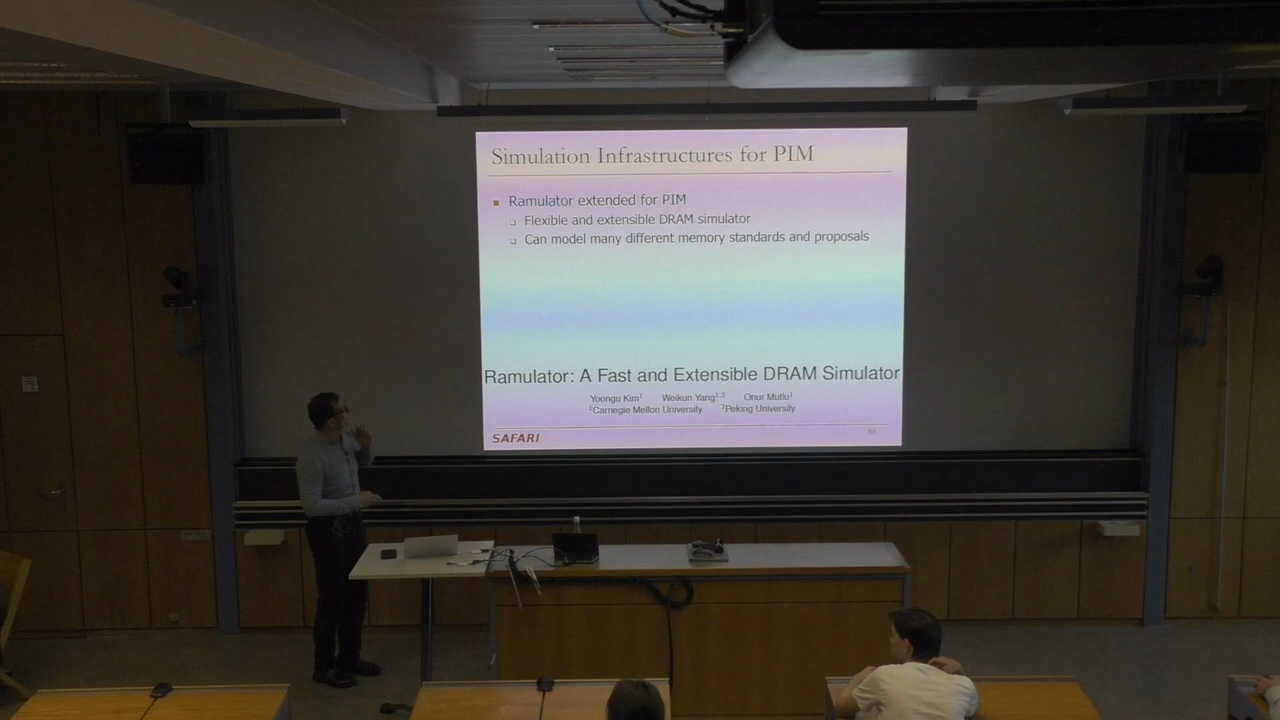 Simulation Infrastructures for PIM
Ramulator extended for PIM
Flexible and extensible DRAM simulator
Can model many different memory standards and proposals
Ramulator: A Fast and Extensible DRAM Simulator
Yoongu Kim¹ Weikun Yang¹,² Onur Mutlu¹
¹Carnegie Mellon University ²Peking University
SAFARI
86